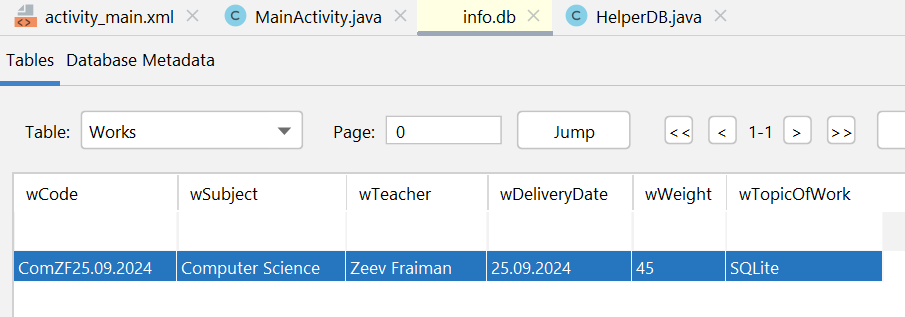 activity_main.xml MainActivity.java info.db HelperDB.java
Tables Database Metadata
Table: Works Page: 0 Jump << < 1-1 > >>
wCode wSubject wTeacher wDeliveryDate wWeight wTopicOfWork
ComZF25.09.2024 Computer Science Zeev Fraiman 25.09.2024 45 SQLite